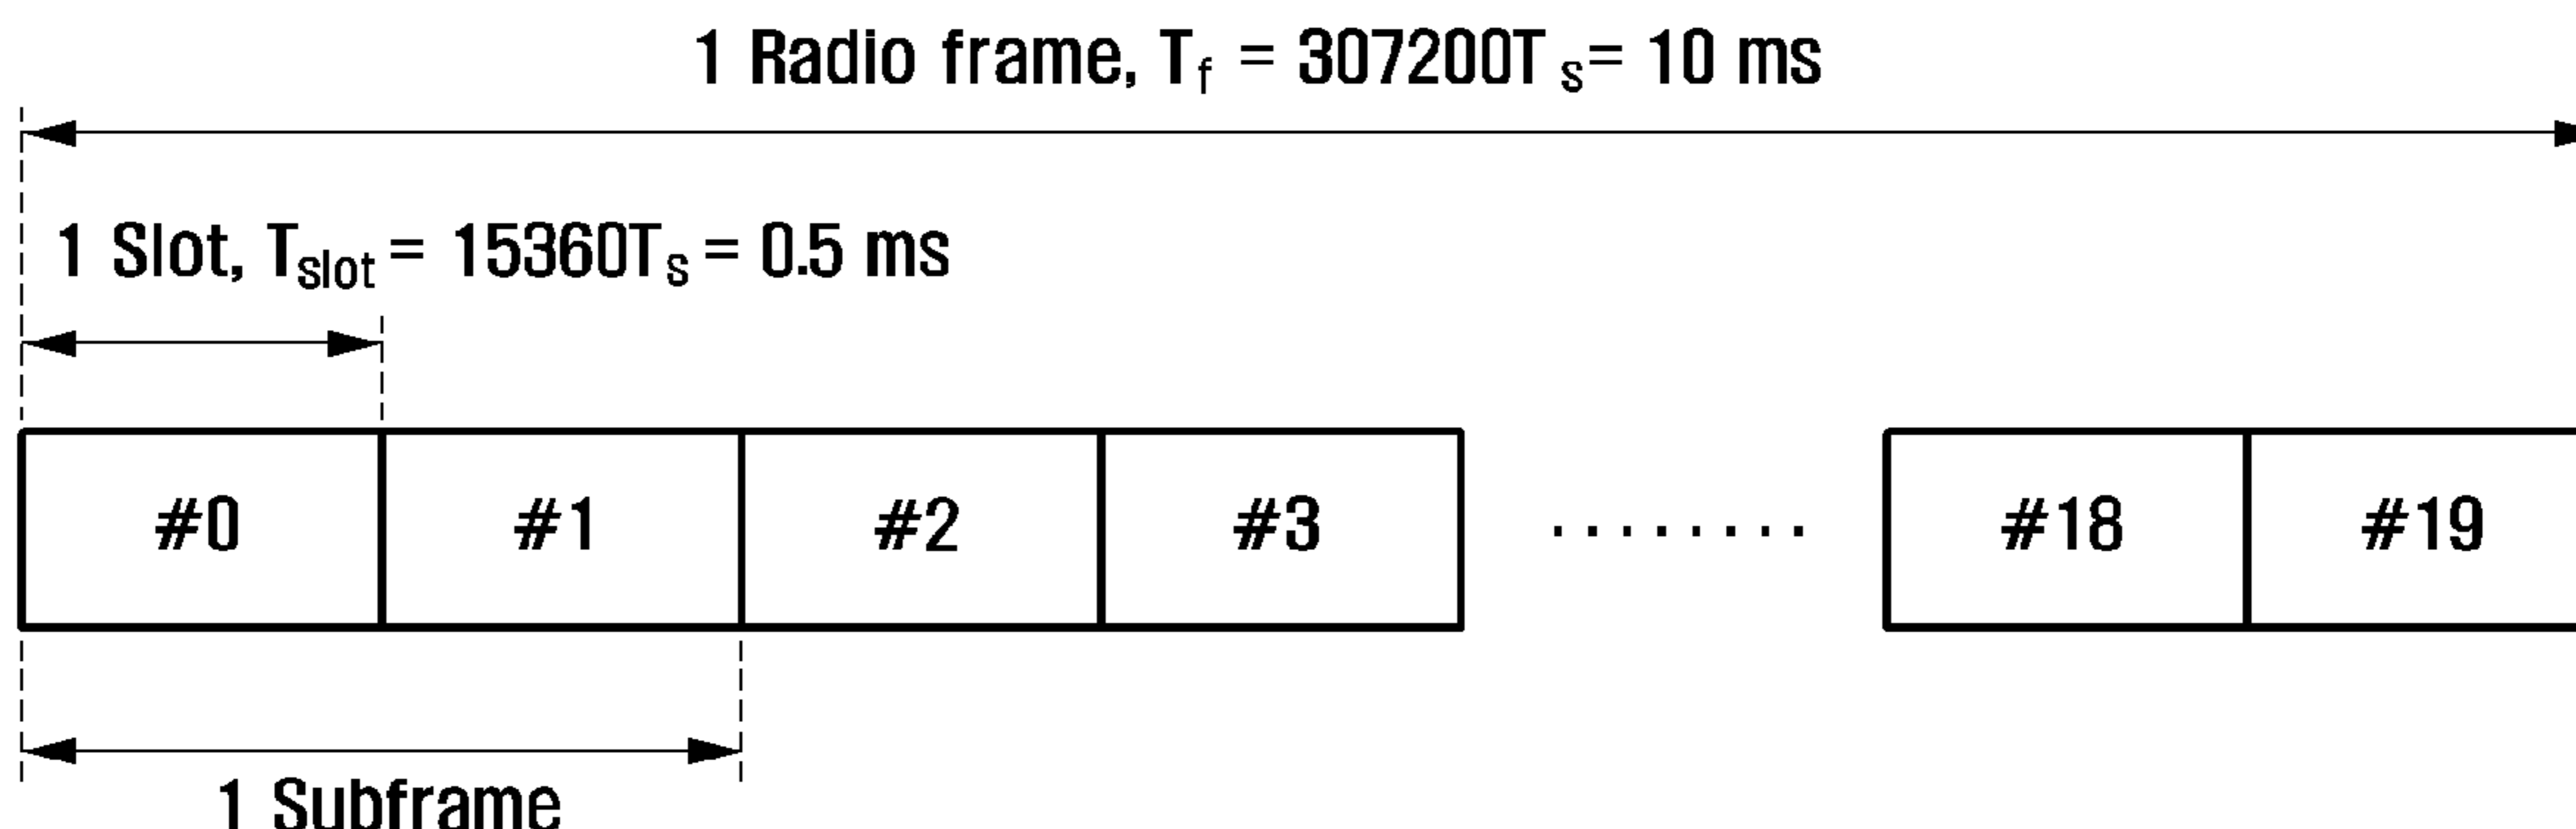 1 Radio frame, Tf = 307200Ts= 10 ms
1 Slot, Tslot = 15360Ts = 0.5 ms
#0 #1 #2 #3 ........ #18 #19
1 Subframe